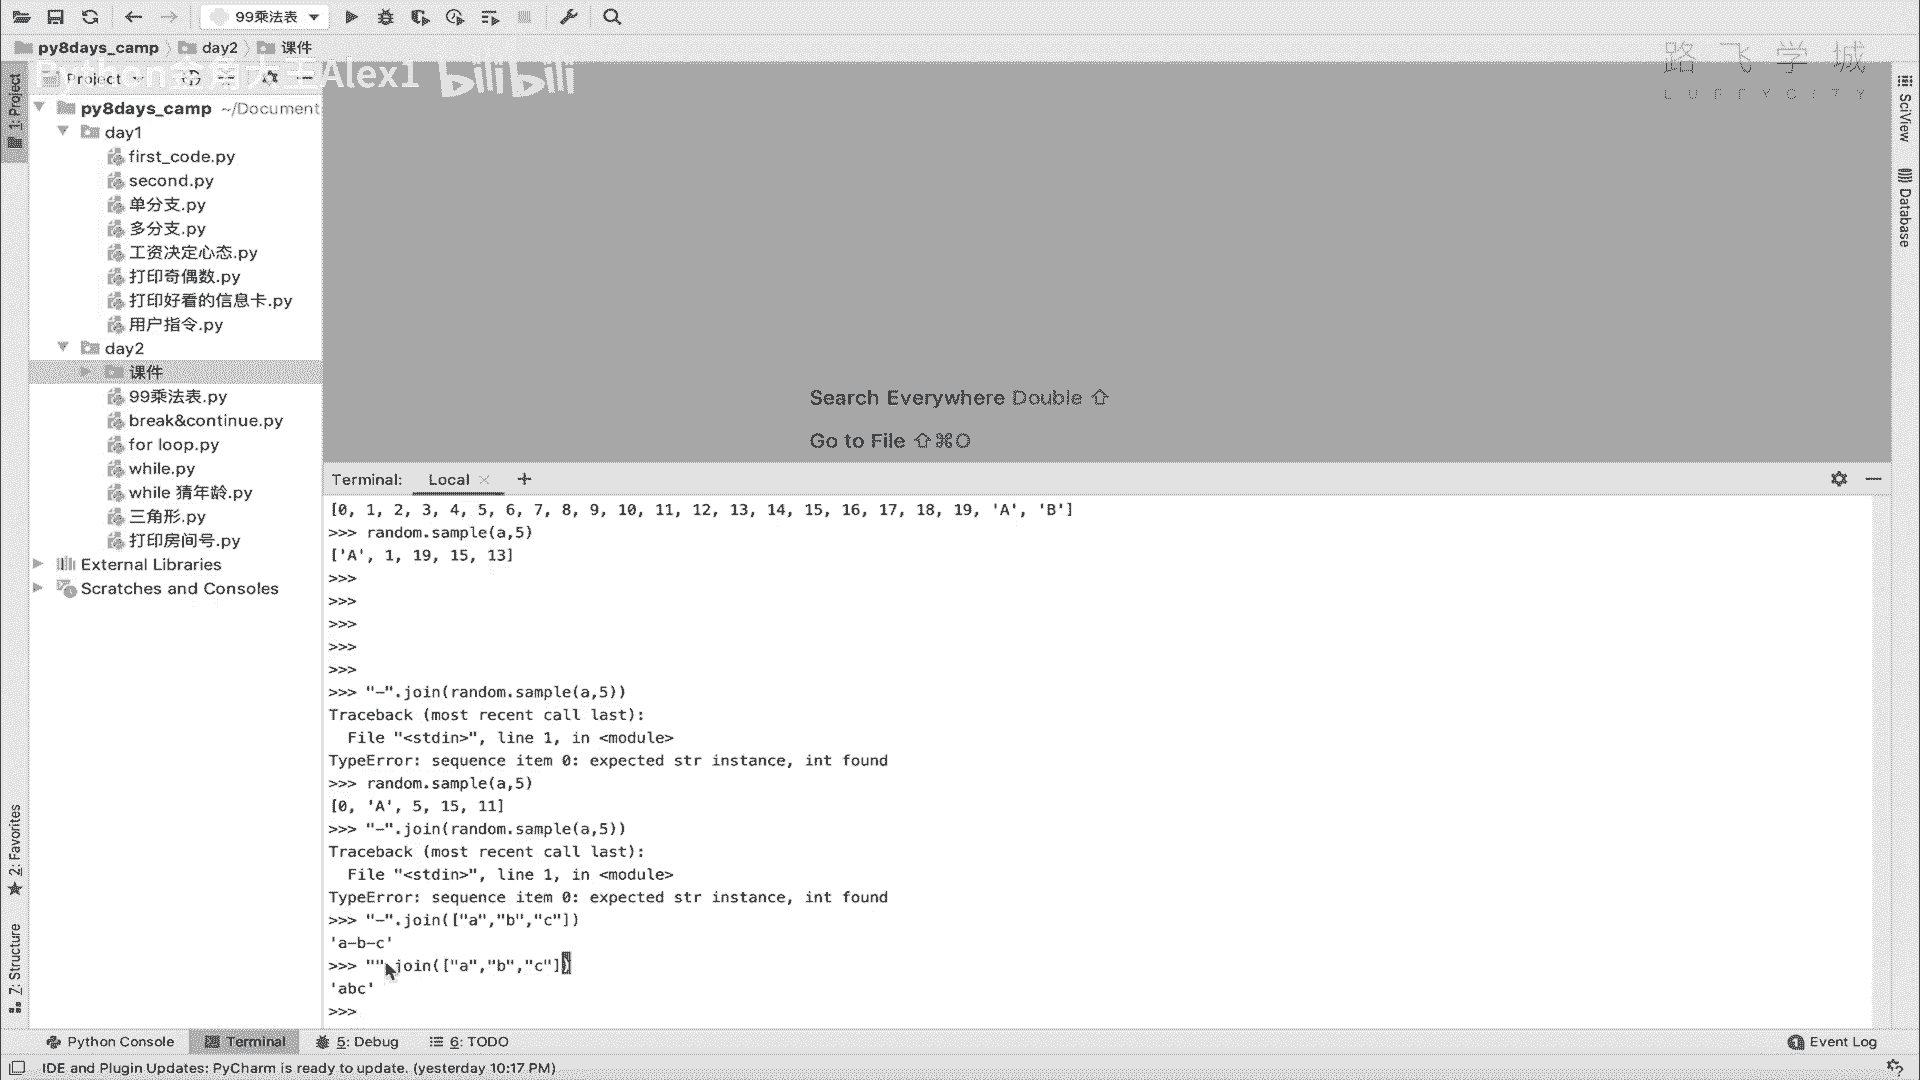 99乘法表
py8days_camp day2 课件
Python金角大王Alex1 bilibili
路飞学城
LUFFYCITY
Project
py8days_camp ~/Document
day1
first_code.py
second.py
单分支.py
多分支.py
工资决定心态.py
打印奇偶数.py
打印好看的信息卡.py
用户指令.py
day2
课件
99乘法表.py
break&continue.py
for loop.py
while.py
while 猜年龄.py
三角形.py
打印房间号.py
External Libraries
Scratches and Consoles
1: Project
2: Favorites
7: Structure
SciView
Database
Search Everywhere Double ⇧
Go to File ⇧⌘O
Terminal: Local × +
[0, 1, 2, 3, 4, 5, 6, 7, 8, 9, 10, 11, 12, 13, 14, 15, 16, 17, 18, 19, 'A', 'B']
>>> random.sample(a,5)
['A', 1, 19, 15, 13]
>>>
>>>
>>>
>>>
>>>
>>> "-".join(random.sample(a,5))
Traceback (most recent call last):
  File "<stdin>", line 1, in <module>
TypeError: sequence item 0: expected str instance, int found
>>> random.sample(a,5)
[0, 'A', 5, 15, 11]
>>> "-".join(random.sample(a,5))
Traceback (most recent call last):
  File "<stdin>", line 1, in <module>
TypeError: sequence item 0: expected str instance, int found
>>> "-".join(["a","b","c"])
'a-b-c'
>>> "".join(["a","b","c"])
'abc'
>>>
Python Console Terminal 5: Debug 6: TODO Event Log
IDE and Plugin Updates: PyCharm is ready to update. (yesterday 10:17 PM)